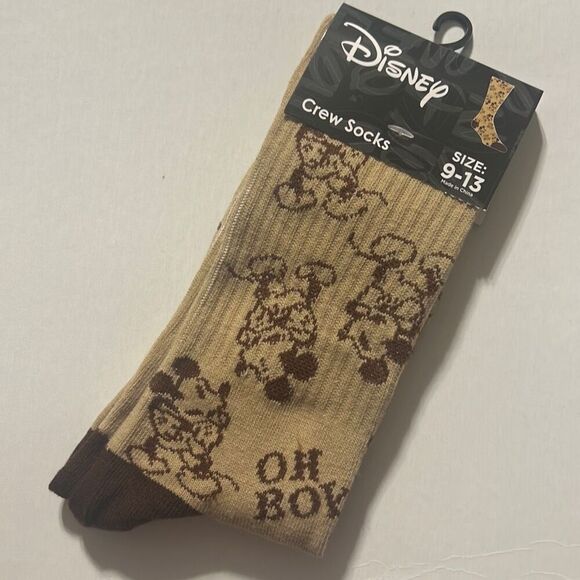 Disney
Crew Socks
SIZE:
9-13
Made in China
OH
BOY